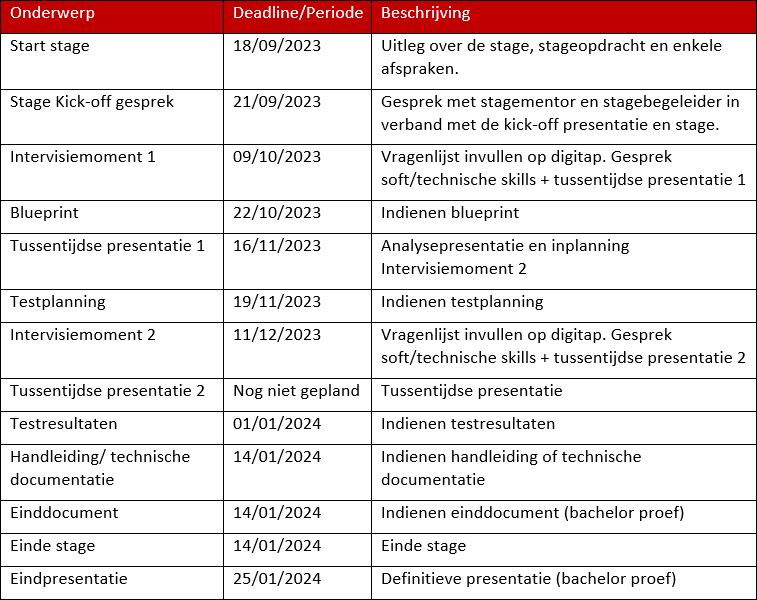 Onderwerp Deadline/Periode Beschrijving
Start stage 18/09/2023 Uitleg over de stage, stageopdracht en enkele
afspraken.
Stage Kick-off gesprek 21/09/2023 Gesprek met stagementor en stagebegeleider in
verband met de kick-off presentatie en stage.
Intervisiemoment 1 09/10/2023 Vragenlijst invullen op digitap. Gesprek
soft/technische skills + tussentijdse presentatie 1
Blueprint 22/10/2023 Indienen blueprint
Tussentijdse presentatie 1 16/11/2023 Analysepresentatie en inplanning
Intervisiemoment 2
Testplanning 19/11/2023 Indienen testplanning
Intervisiemoment 2 11/12/2023 Vragenlijst invullen op digitap. Gesprek
soft/technische skills + tussentijdse presentatie 2
Tussentijdse presentatie 2 Nog niet gepland Tussentijdse presentatie
Testresultaten 01/01/2024 Indienen testresultaten
Handleiding/ technische 14/01/2024 Indienen handleiding of technische
documentatie documentatie
Einddocument 14/01/2024 Indienen einddocument (bachelor proef)
Einde stage 14/01/2024 Einde stage
Eindpresentatie 25/01/2024 Definitieve presentatie (bachelor proef)